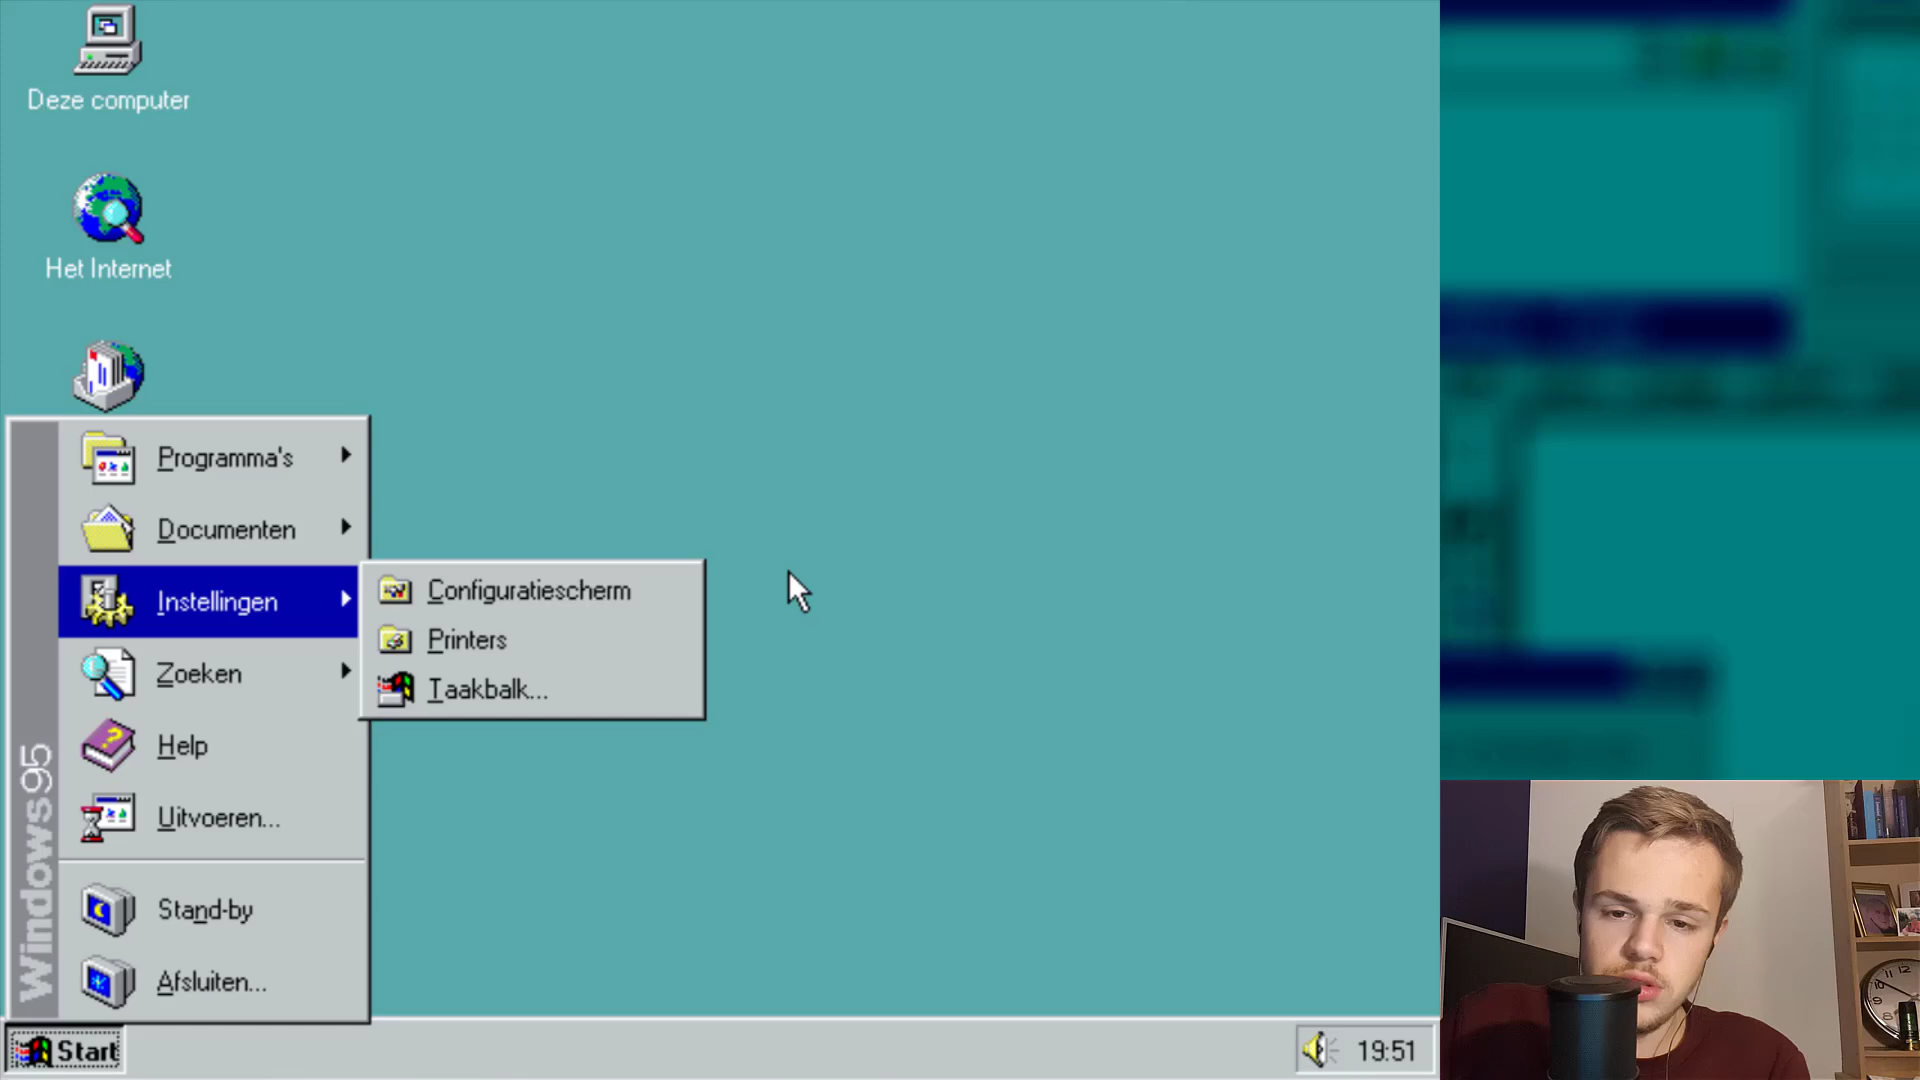 Deze computer
Het Internet
Programma's
Documenten
Instellingen
Zoeken
Help
Uitvoeren...
Stand-by
Afsluiten...
Windows95
Configuratiescherm
Printers
Taakbalk...
Start
19:51